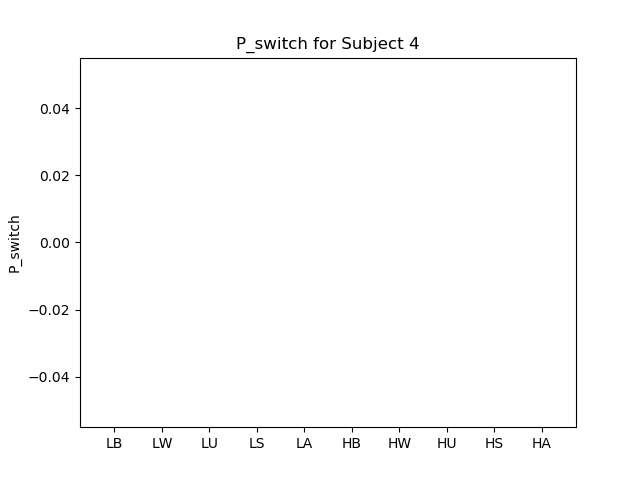 P_switch for Subject 4
0.04
0.02
0.00
−0.02
−0.04
P_switch
LB LW LU LS LA HB HW HU HS HA